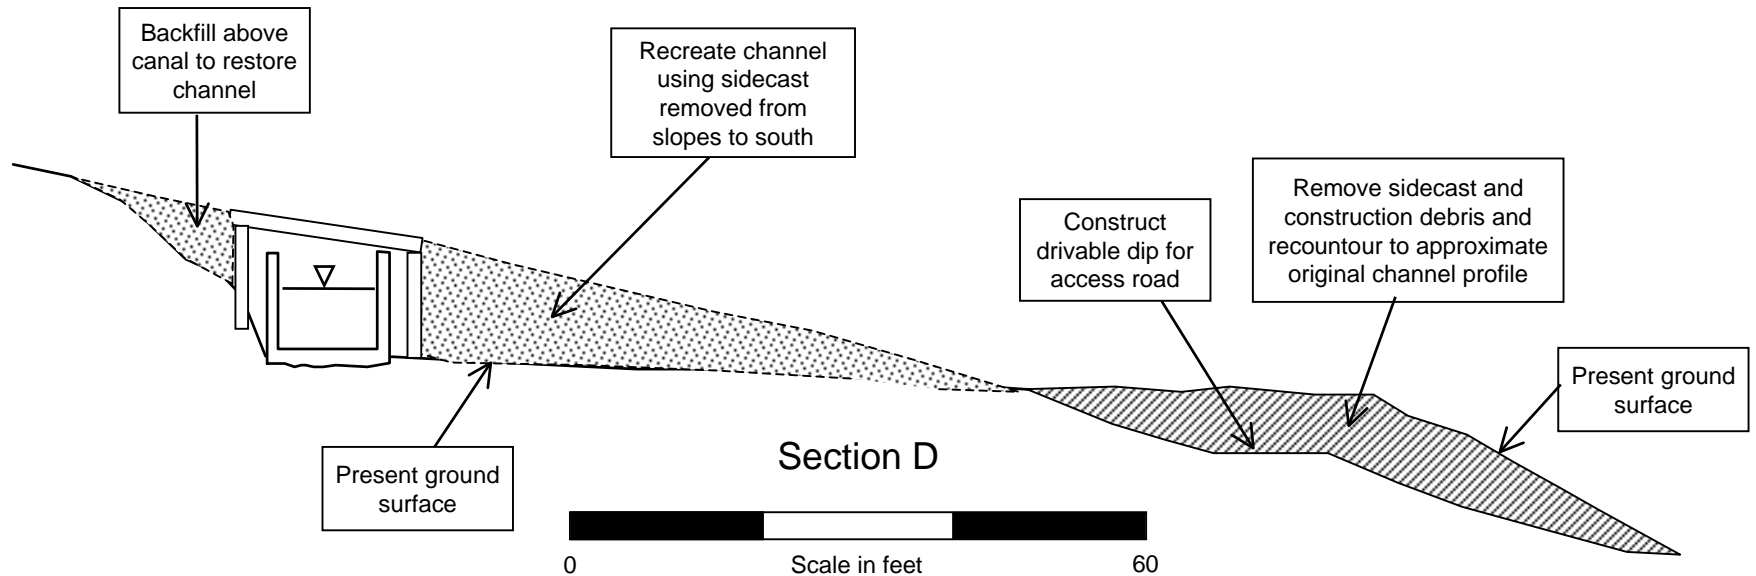 Backfill above
canal to restore
channel
Recreate channel
using sidecast
removed from
slopes to south
Construct
drivable dip for
access road
Remove sidecast and
construction debris and
recountour to approximate
original channel profile
Present ground
surface
Present ground
surface
Section D
0
Scale in feet
60